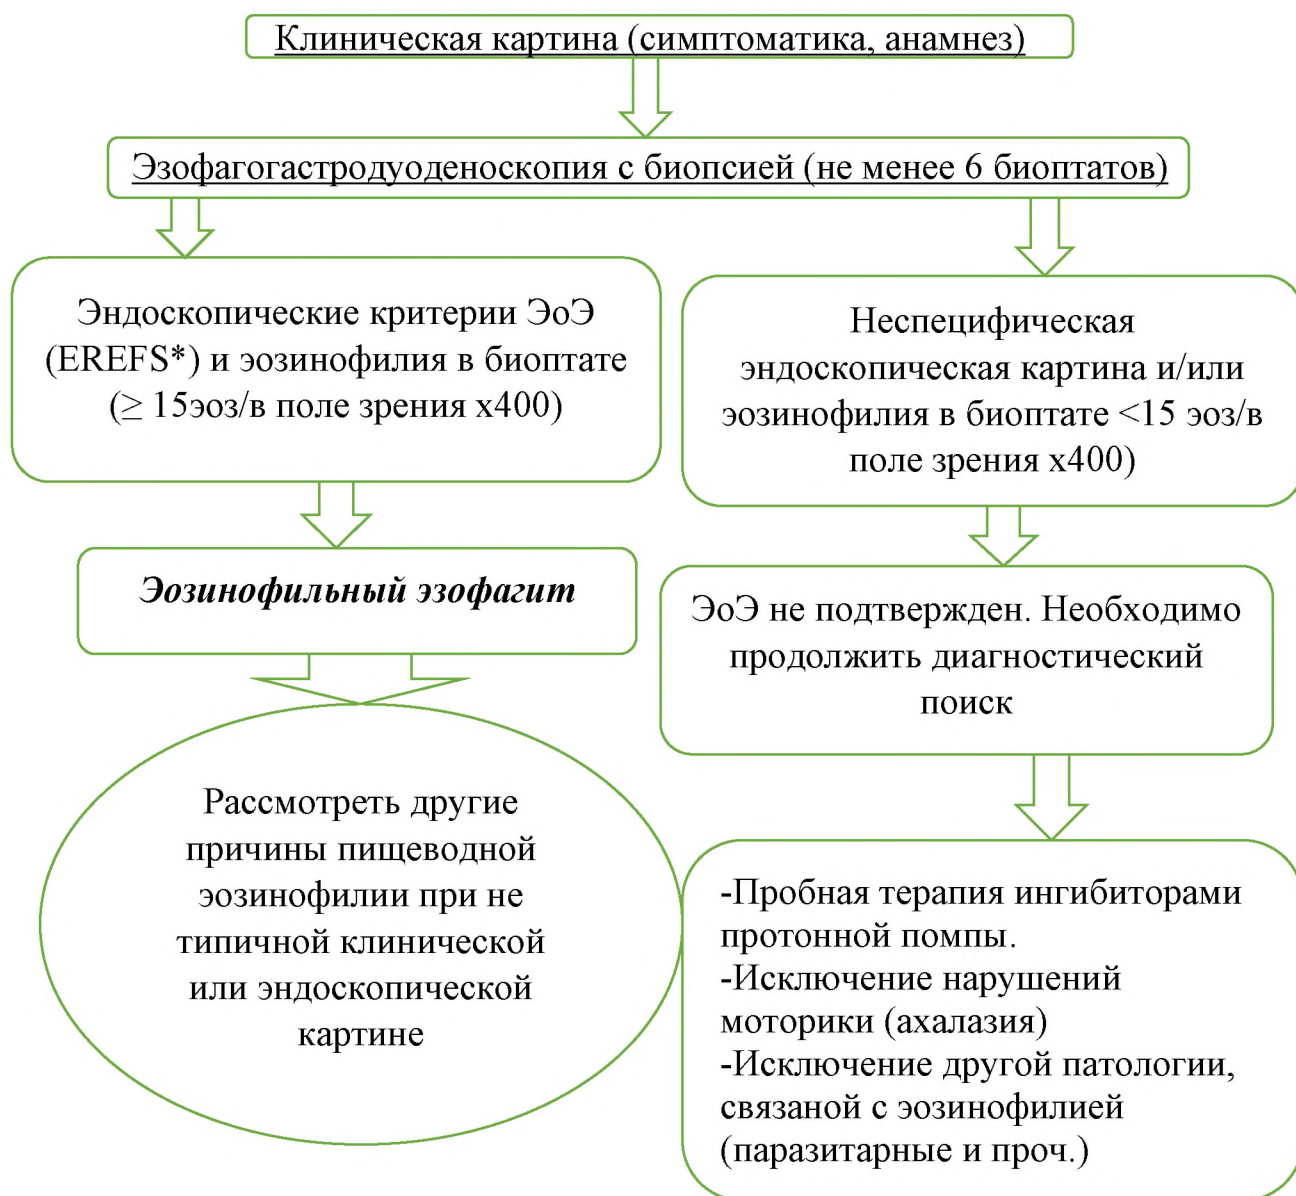 Клиническая картина (симптоматика, анамнез)
Эзофагогастродуоденоскопия с биопсией (не менее 6 биоптатов)
Эндоскопические критерии ЭоЭ
(EREFS*) и эозинофилия в биоптате
(≥ 15эоз/в поле зрения x400)
Неспецифическая
эндоскопическая картина и/или
эозинофилия в биоптате <15 эоз/в
поле зрения x400)
Эозинофильный эзофагит
ЭоЭ не подтвержден. Необходимо
продолжить диагностический
поиск
Рассмотреть другие
причины пищеводной
эозинофилии при не
типичной клинической
или эндоскопической
картине
-Пробная терапия ингибиторами
протонной помпы.
-Исключение нарушений
моторики (ахалазия)
-Исключение другой патологии,
связаной с эозинофилией
(паразитарные и проч.)